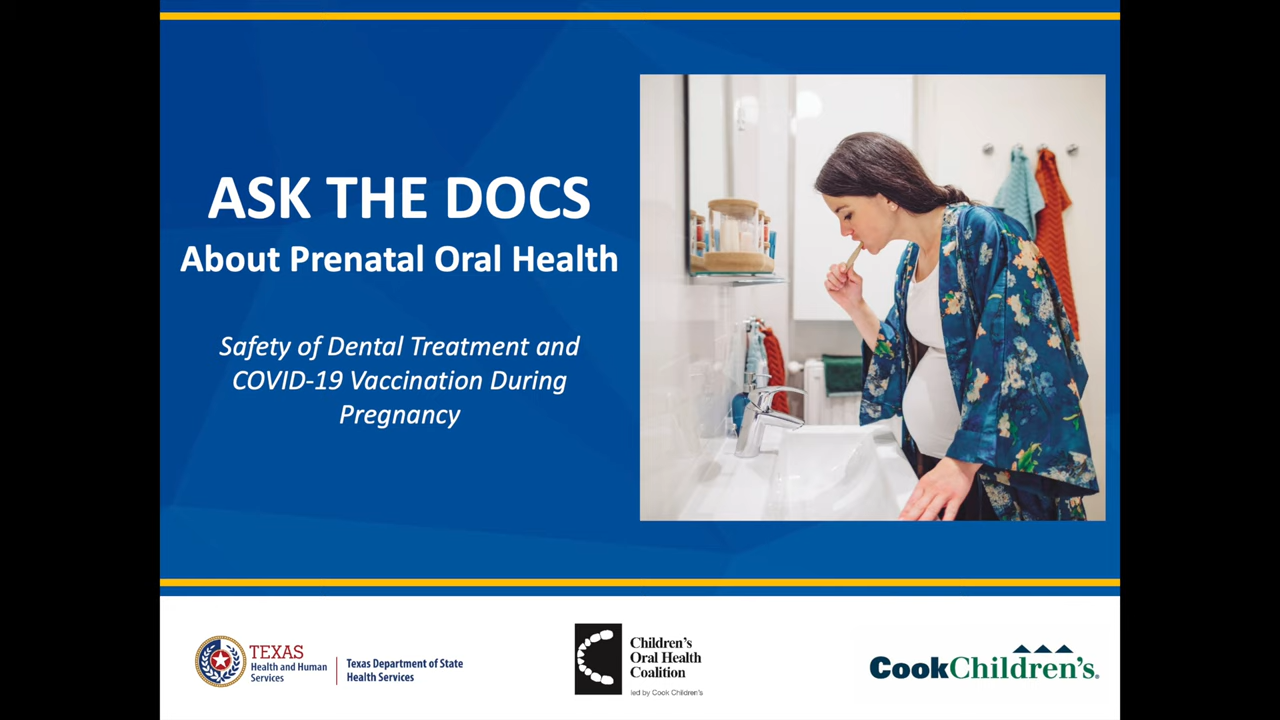 ASK THE DOCS
About Prenatal Oral Health
Safety of Dental Treatment and
COVID-19 Vaccination During
Pregnancy
TEXAS
Health and Human
Services
Texas Department of State
Health Services
Children's
Oral Health
Coalition
led by Cook Children's
CookChildren's®